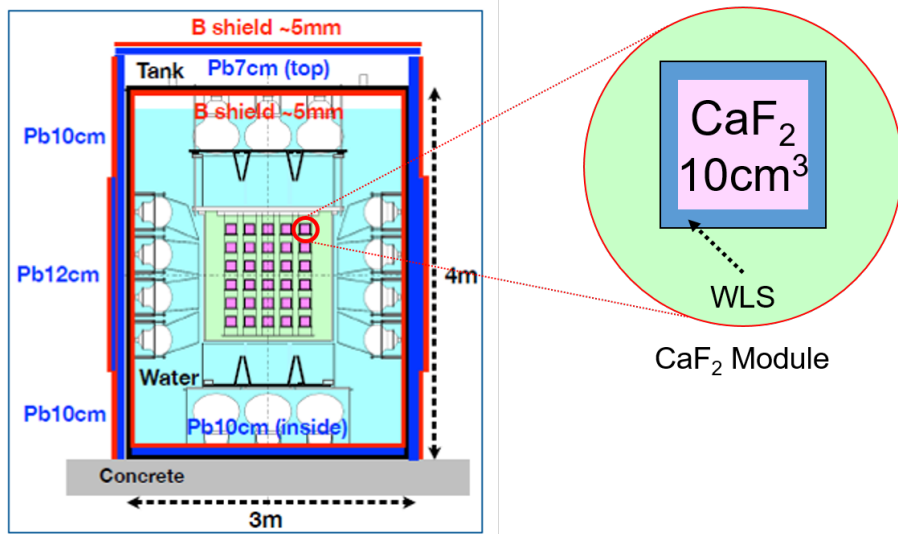 B shield ~5mm
Tank
Pb7cm (top)
B shield ~5mm
Pb10cm
Pb12cm
4m
Water
Pb10cm
Pb10cm (inside)
Concrete
3m
CaF₂
10cm³
WLS
CaF₂ Module